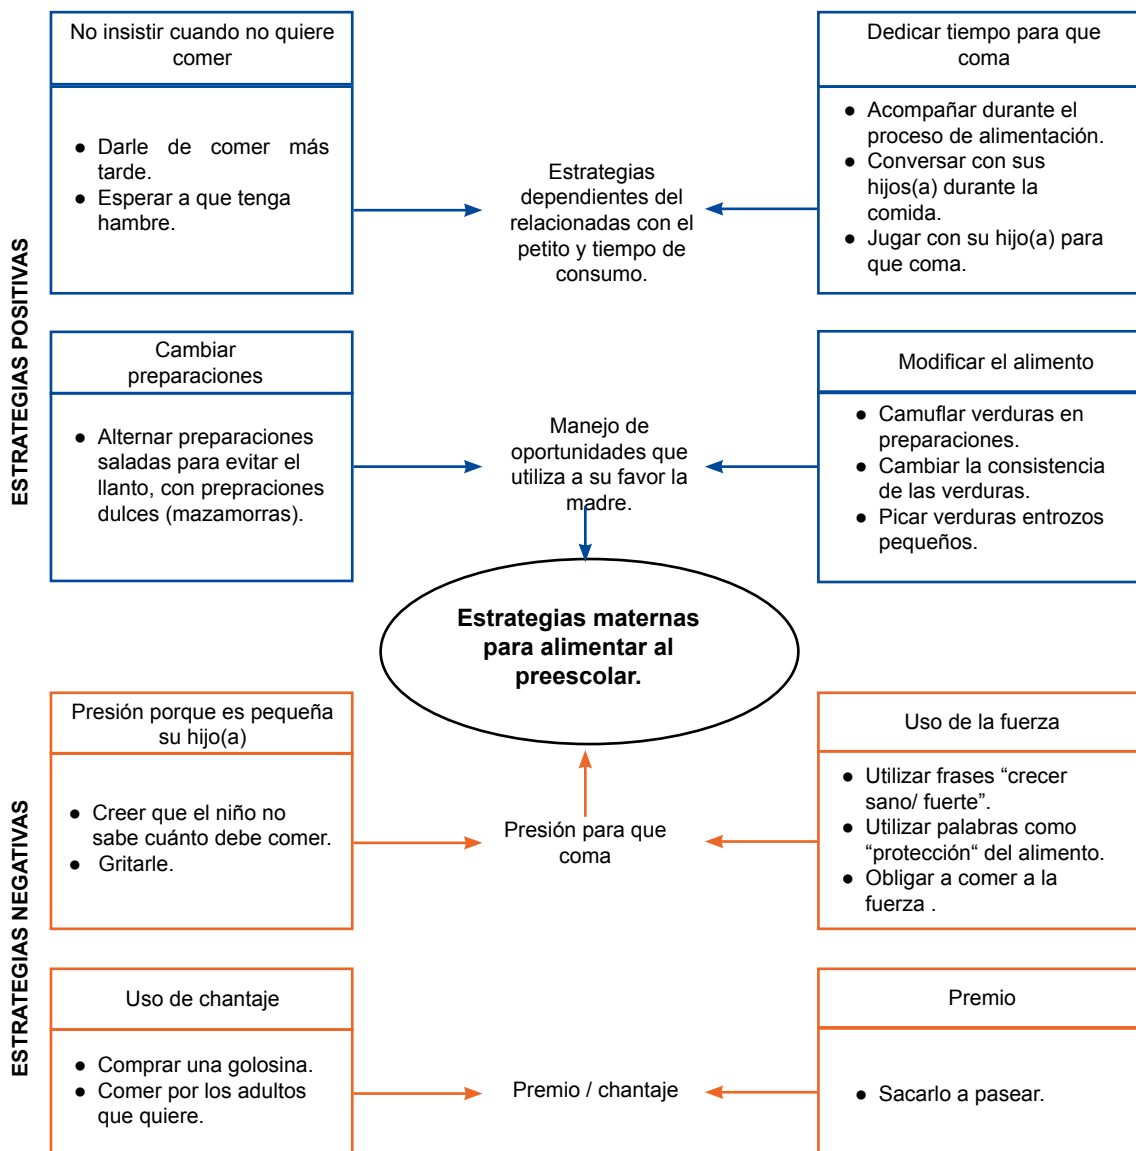 ESTRATEGIAS POSITIVAS
No insistir cuando no quiere
comer
● Darle de comer más
tarde.
● Esperar a que tenga
hambre.
Estrategias
dependientes del
relacionadas con el
petito y tiempo de
consumo.
Dedicar tiempo para que
coma
● Acompañar durante el
proceso de alimentación.
● Conversar con sus
hijos(a) durante la
comida.
● Jugar con su hijo(a) para
que coma.
Cambiar
preparaciones
● Alternar preparaciones
saladas para evitar el
llanto, con prepraciones
dulces (mazamorras).
Manejo de
oportunidades que
utiliza a su favor la
madre.
Modificar el alimento
● Camuflar verduras en
preparaciones.
● Cambiar la consistencia
de las verduras.
● Picar verduras entrozos
pequeños.
Estrategias maternas
para alimentar al
preescolar.
ESTRATEGIAS NEGATIVAS
Presión porque es pequeña
su hijo(a)
● Creer que el niño no
sabe cuánto debe comer.
● Gritarle.
Presión para que
coma
Uso de la fuerza
● Utilizar frases “crecer
sano/ fuerte”.
● Utilizar palabras como
“protección“ del alimento.
● Obligar a comer a la
fuerza .
Uso de chantaje
● Comprar una golosina.
● Comer por los adultos
que quiere.
Premio / chantaje
Premio
● Sacarlo a pasear.